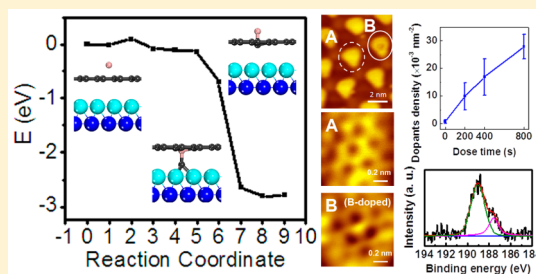 E (eV)
0
-1
-2
-3
-1 0 1 2 3 4 5 6 7 8 9 10
Reaction Coordinate
A
B
2 nm
A
0.2 nm
B (B-doped)
0.2 nm
Dopants density (·10⁻³ nm⁻²)
30
20
10
0
0 200 400 800
Dose time (s)
Intensity (a. u.)
194 192 190 188 186 184
Binding energy (eV)